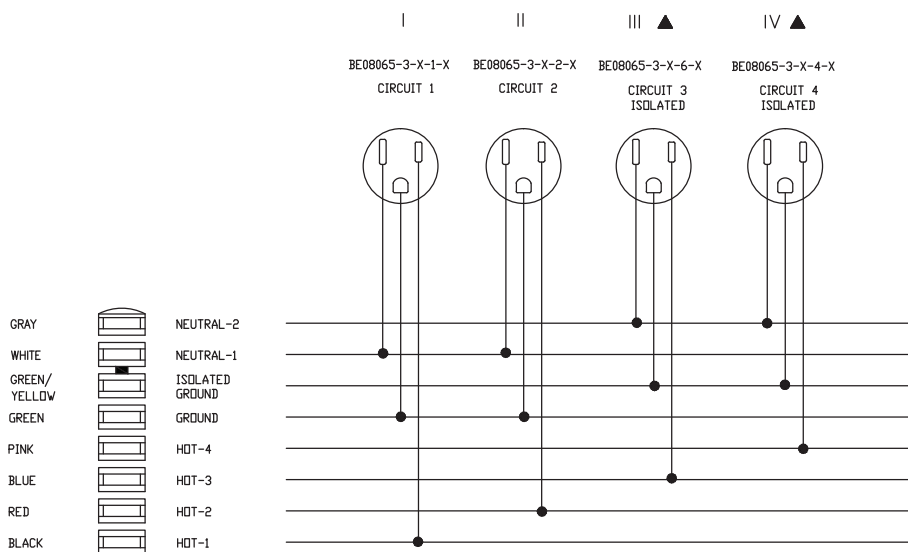 I II III ▲ IV ▲
BE08065-3-X-1-X BE08065-3-X-2-X BE08065-3-X-6-X BE08065-3-X-4-X
CIRCUIT 1 CIRCUIT 2 CIRCUIT 3 CIRCUIT 4
ISOLATED ISOLATED
GRAY NEUTRAL-2
WHITE NEUTRAL-1
GREEN/ ISOLATED
YELLOW GROUND
GREEN GROUND
PINK HOT-4
BLUE HOT-3
RED HOT-2
BLACK HOT-1